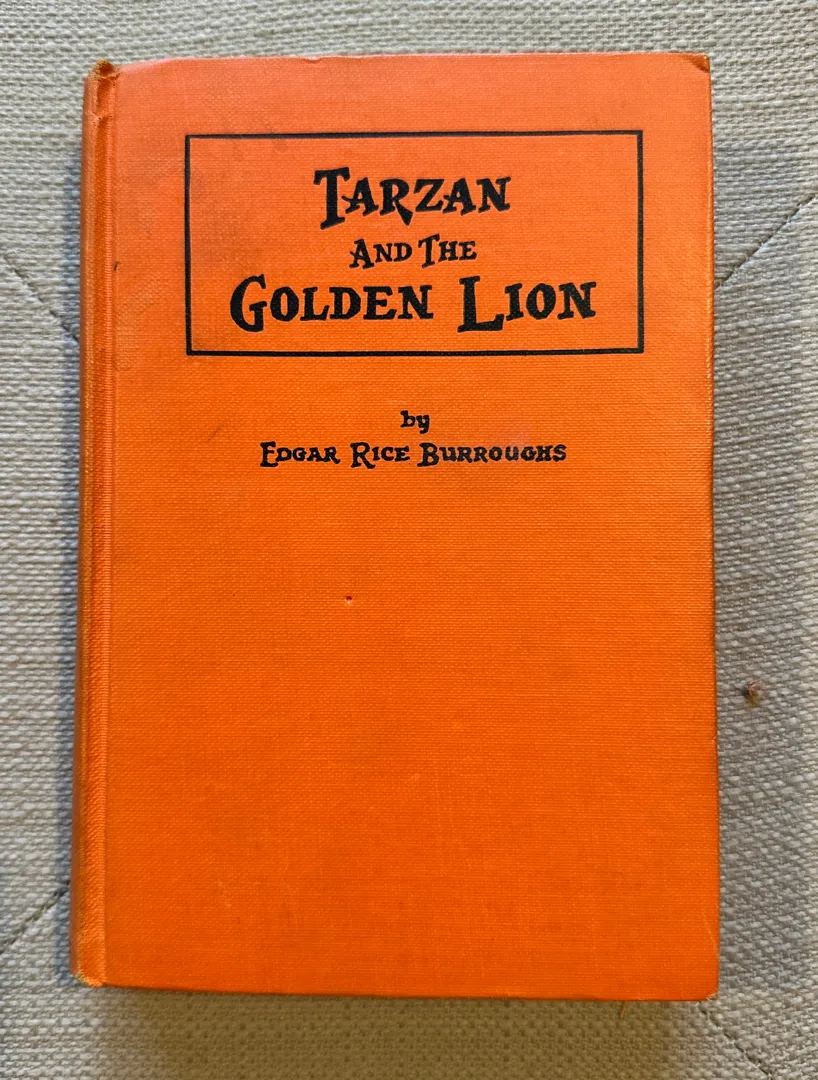 TARZAN
AND THE
GOLDEN LION
by
EDGAR RICE BURROUGHS